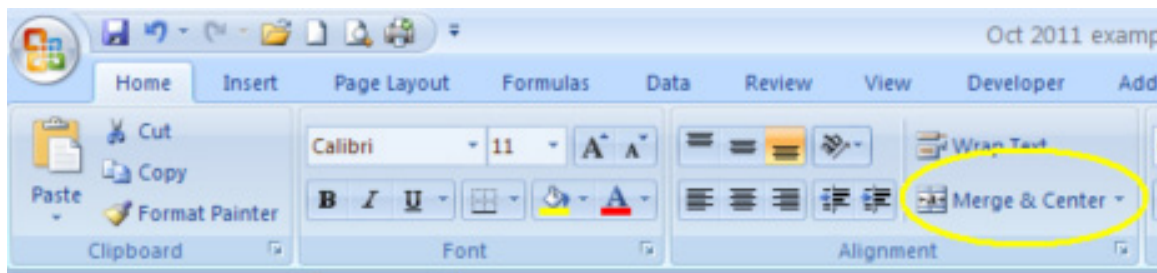 Oct 2011 examp
Home Insert Page Layout Formulas Data Review View Developer Add
Cut
Calibri 11 A A Wrap Text
Copy
Paste B I U A Merge & Center
Format Painter
Clipboard Font Alignment